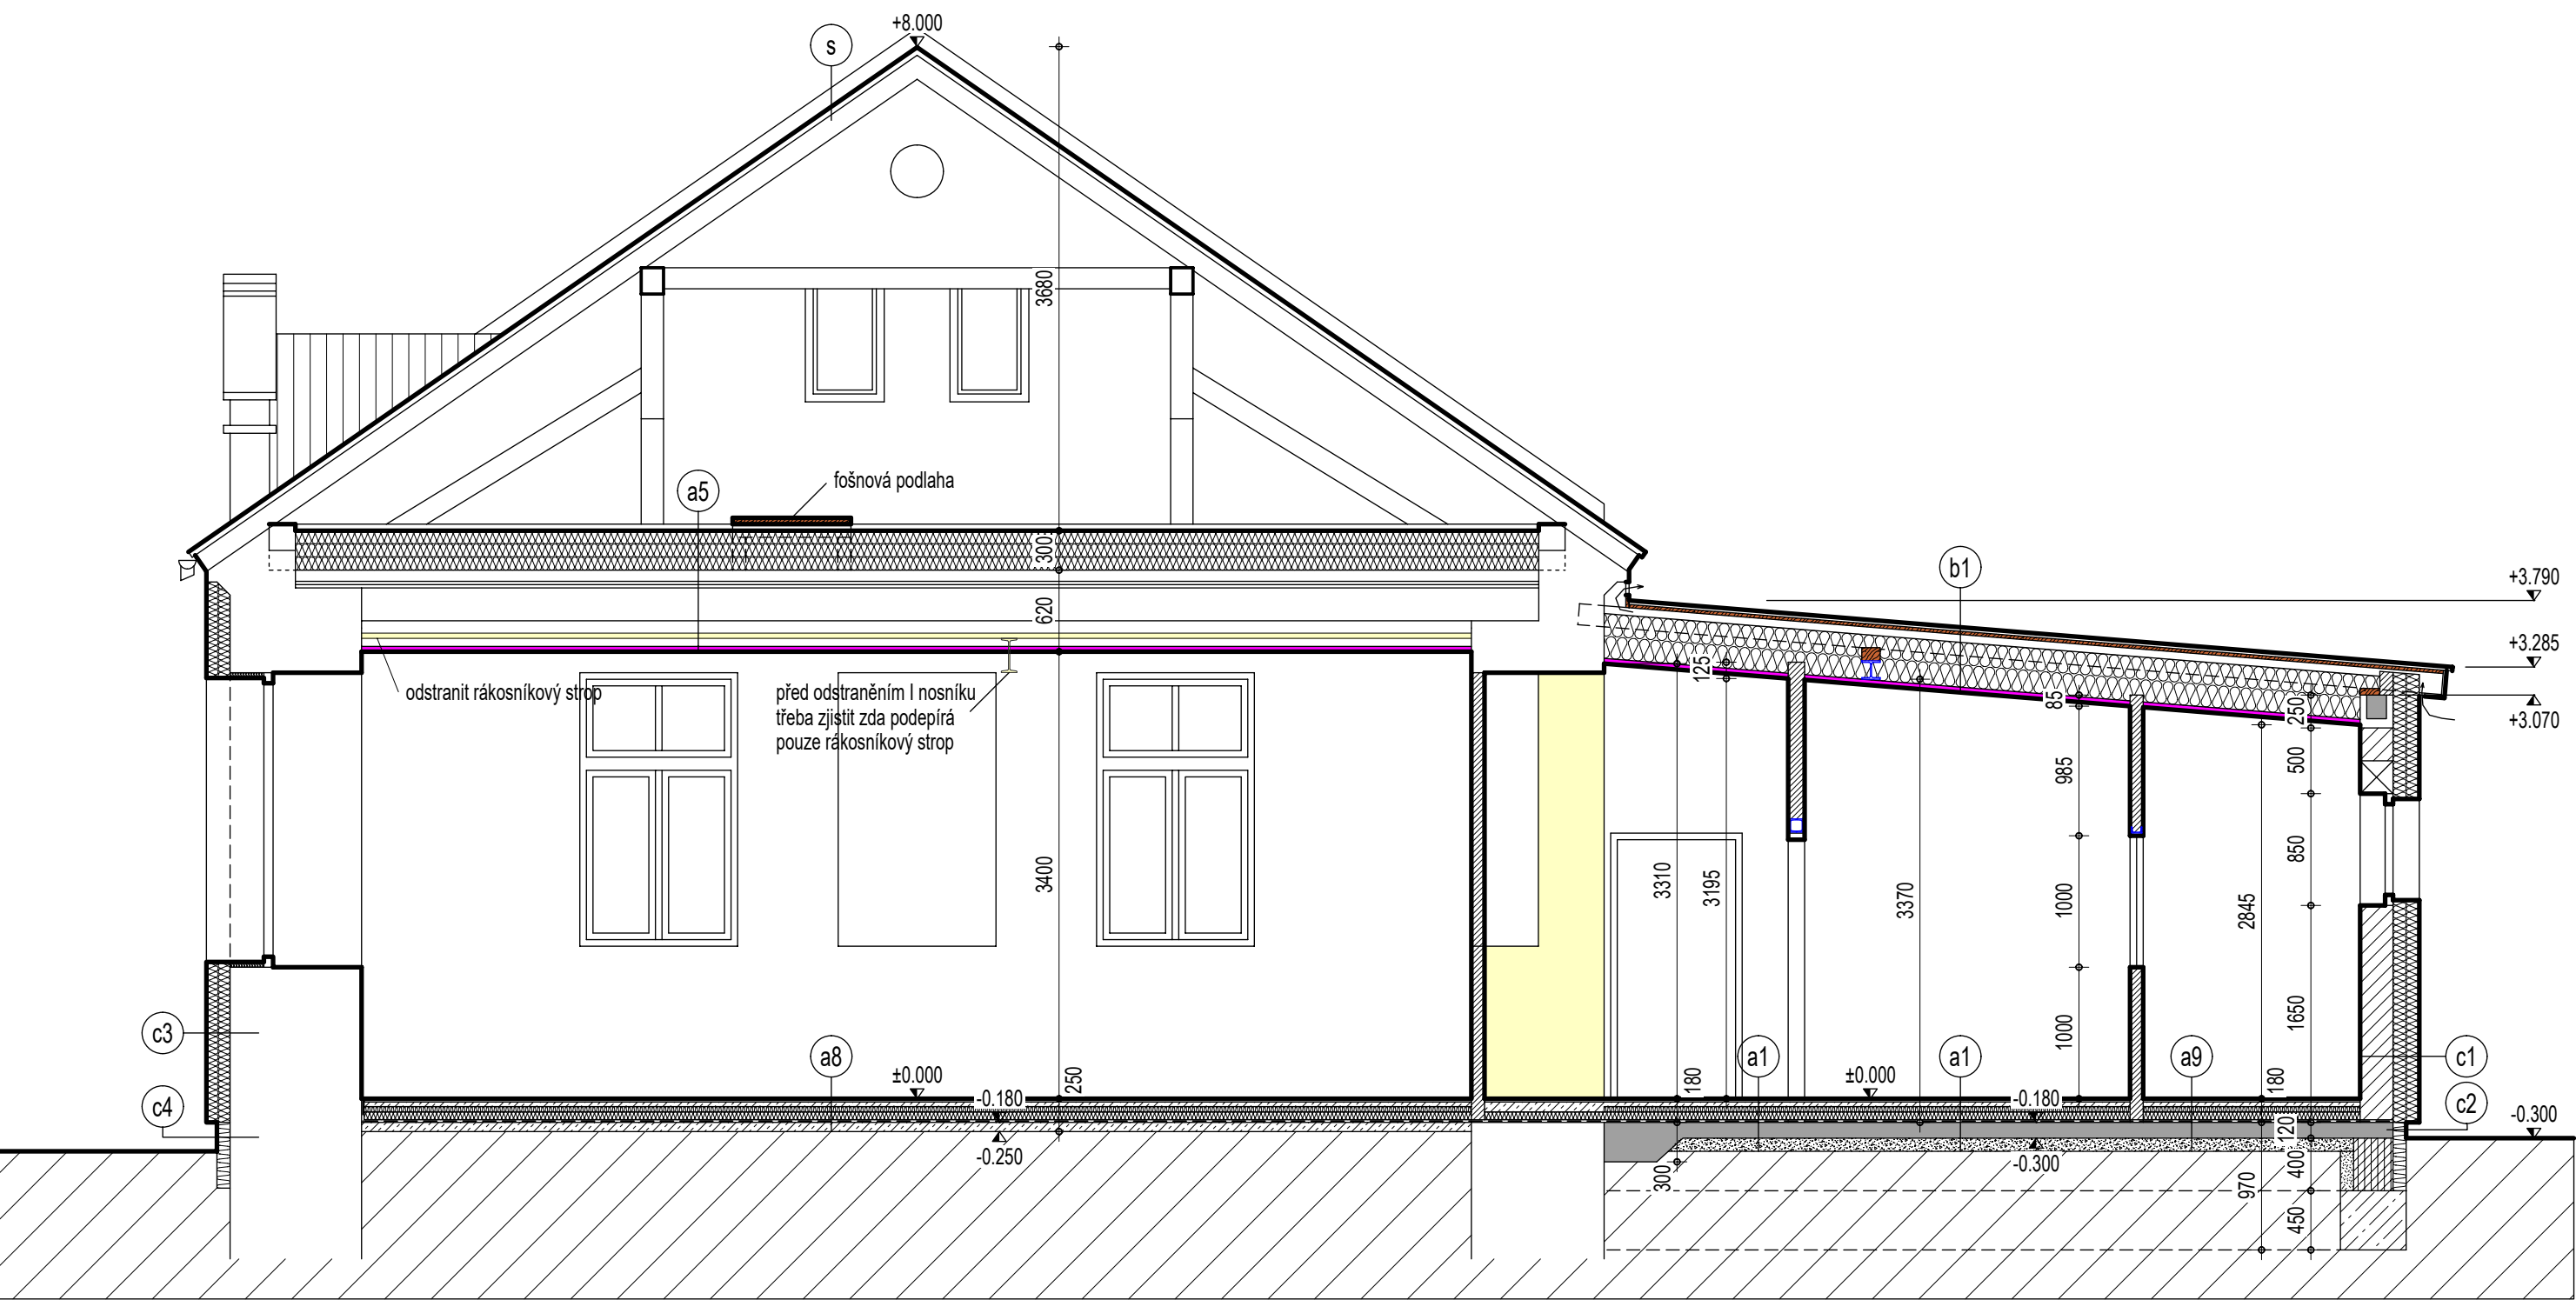 +8.000
s
3680
a5
fošnová podlaha
300
b1
+3.790
620
+3.285
odstranit rákosníkový strop
před odstraněním I nosníku
třeba zjistit zda podepírá
pouze rákosníkový strop
125
85
250
+3.070
985
500
850
3400
3310
3195
3370
1000
2845
1650
1000
c3
a8
a1
a1
a9
c1
±0.000
250
180
±0.000
180
c4
-0.180
-0.180
c2
-0.300
120
-0.250
-0.300
300
400
970
450